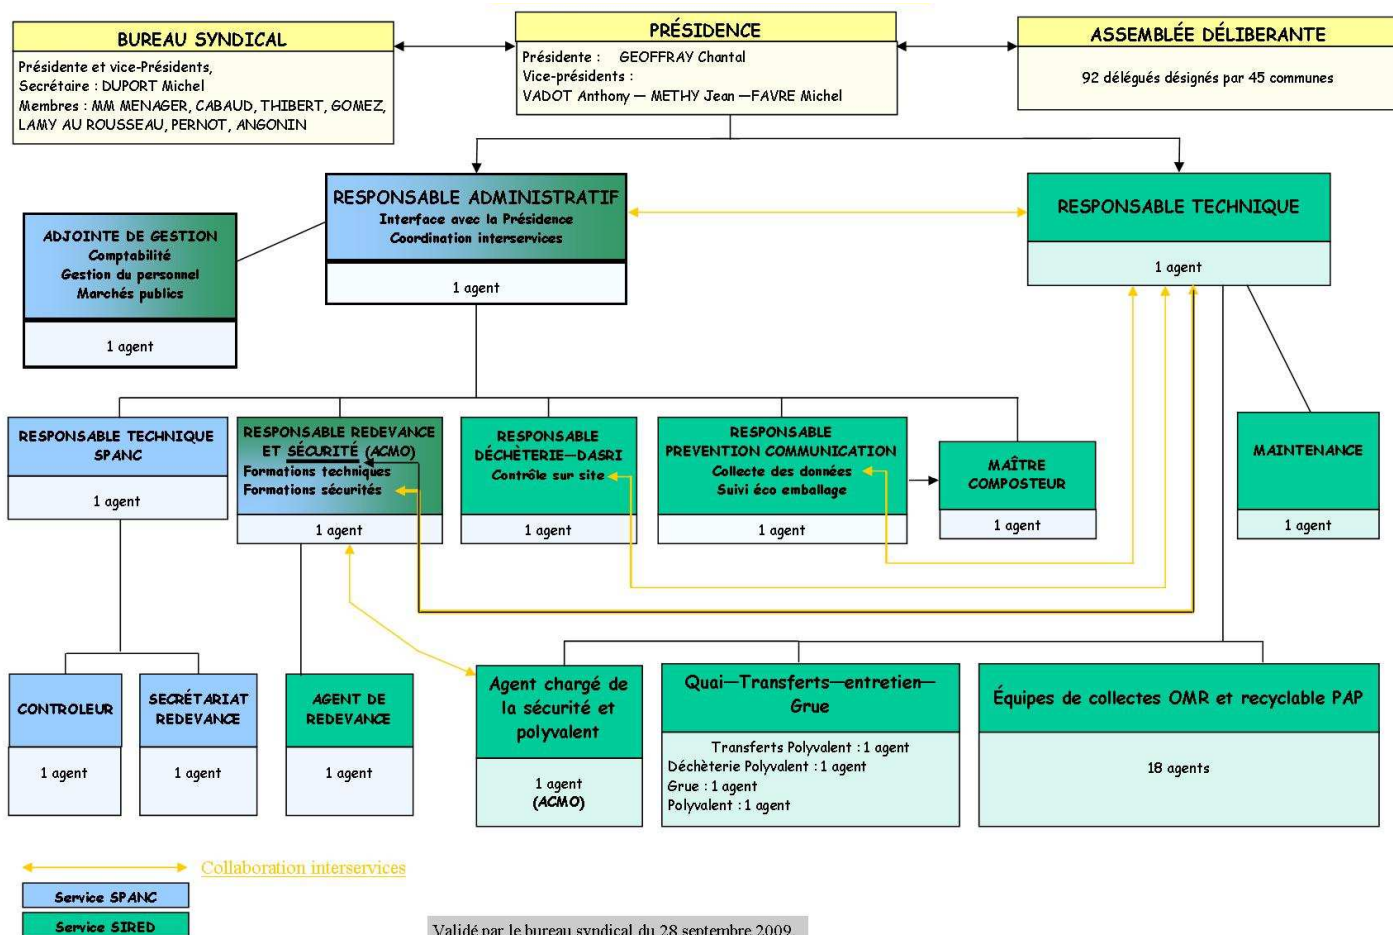 BUREAU SYNDICAL
Présidente et vice-Présidents,
Secrétaire : DUPORT Michel
Membres : MM MENAGER, CABAUD, THIBERT, GOMEZ,
LAMY AU ROUSSEAU, PERNOT, ANGONIN
PRÉSIDENCE
Présidente : GEOFFRAY Chantal
Vice-présidents :
VADOT Anthony — METHY Jean —FAVRE Michel
ASSEMBLÉE DÉLIBERANTE
92 délégués désignés par 45 communes
ADJOINTE DE GESTION
Comptabilité
Gestion du personnel
Marchés publics
1 agent
RESPONSABLE ADMINISTRATIF
Interface avec la Présidence
Coordination interservices
1 agent
RESPONSABLE TECHNIQUE
1 agent
RESPONSABLE TECHNIQUE
SPANC
1 agent
RESPONSABLE REDEVANCE
ET SÉCURITÉ (ACMO)
Formations techniques
Formations sécurités
1 agent
RESPONSABLE
DÉCHÈTERIE—DASRI
Contrôle sur site
1 agent
RESPONSABLE
PREVENTION COMMUNICATION
Collecte des données
Suivi éco emballage
1 agent
MAÎTRE
COMPOSTEUR
1 agent
MAINTENANCE
1 agent
CONTROLEUR
1 agent
SECRÉTARIAT
REDEVANCE
1 agent
AGENT DE
REDEVANCE
1 agent
Agent chargé de
la sécurité et
polyvalent
1 agent
(ACMO)
Quai—Transferts—entretien—
Grue
Transferts Polyvalent : 1 agent
Déchèterie Polyvalent : 1 agent
Grue : 1 agent
Polyvalent : 1 agent
Équipes de collectes OMR et recyclable PAP
18 agents
Collaboration interservices
Service SPANC
Service SIRED
Validé par le bureau syndical du 28 septembre 2009